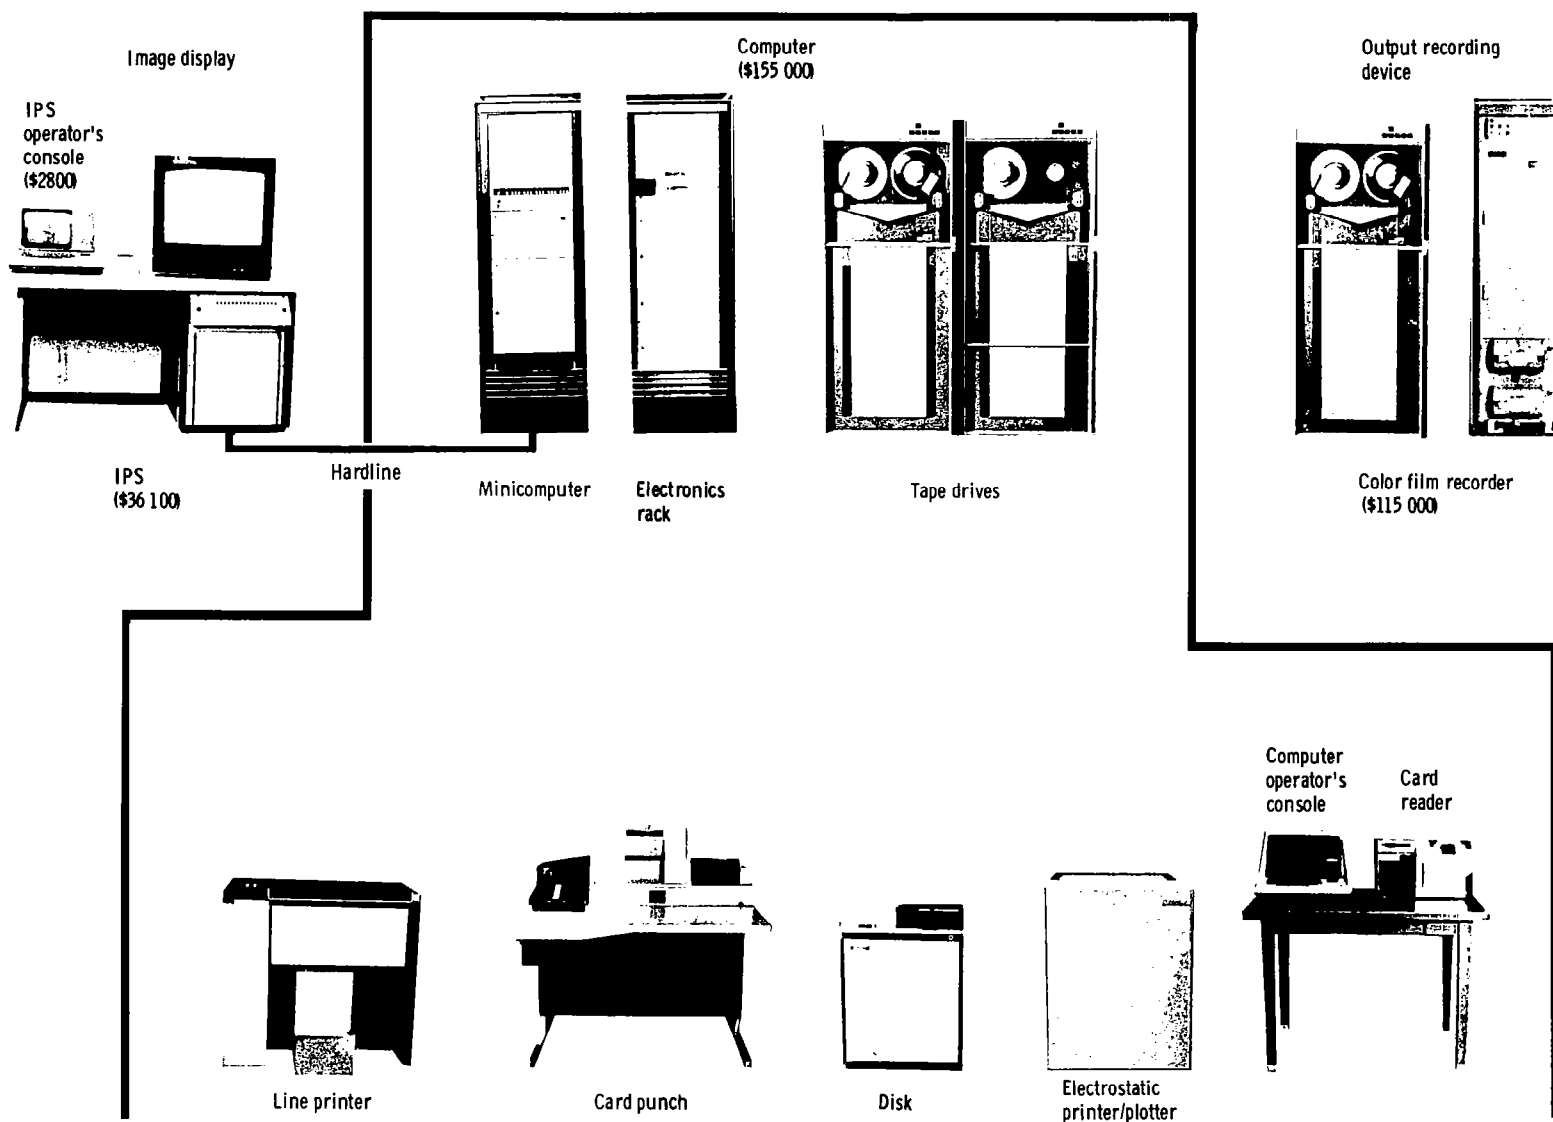 Image display
IPS
operator's
console
($2800)
Computer
($155 000)
Output recording
device
IPS
($36 100)
Hardline
Minicomputer
Electronics
rack
Tape drives
Color film recorder
($115 000)
Computer
operator's
console
Card
reader
Line printer
Card punch
Disk
Electrostatic
printer/plotter